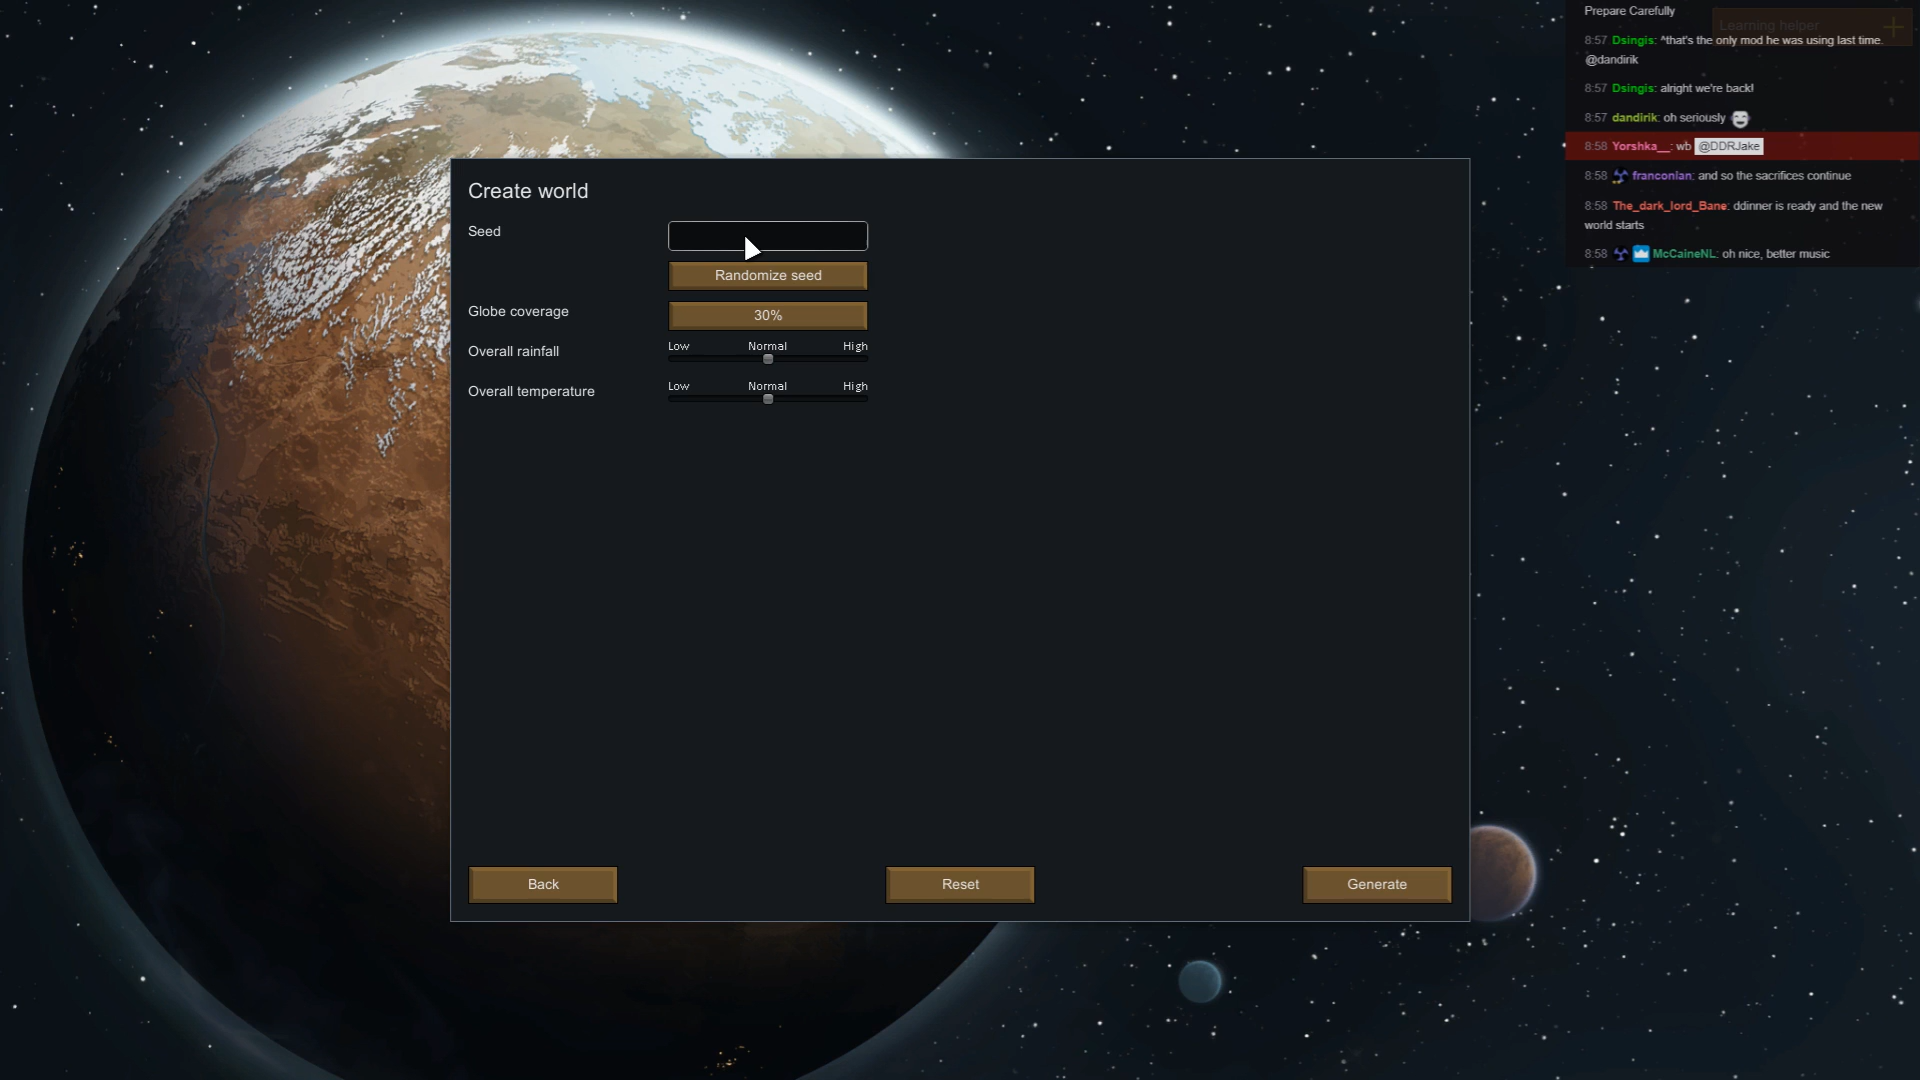 Prepare Carefully
Learning helper
8:57 Dsingis: ^that's the only mod he was using last time.
@dandirik
8:57 Dsingis: alright we're back!
8:57 dandirik: oh seriously
8:58 Yorshka__: wb @DDRJake
8:58 franconian: and so the sacrifices continue
8:58 The_dark_lord_Bane: ddinner is ready and the new
world starts
8:58 McCaineNL: oh nice, better music
Create world
Seed
Randomize seed
Globe coverage
30%
Overall rainfall
Low Normal High
Overall temperature
Low Normal High
Back
Reset
Generate